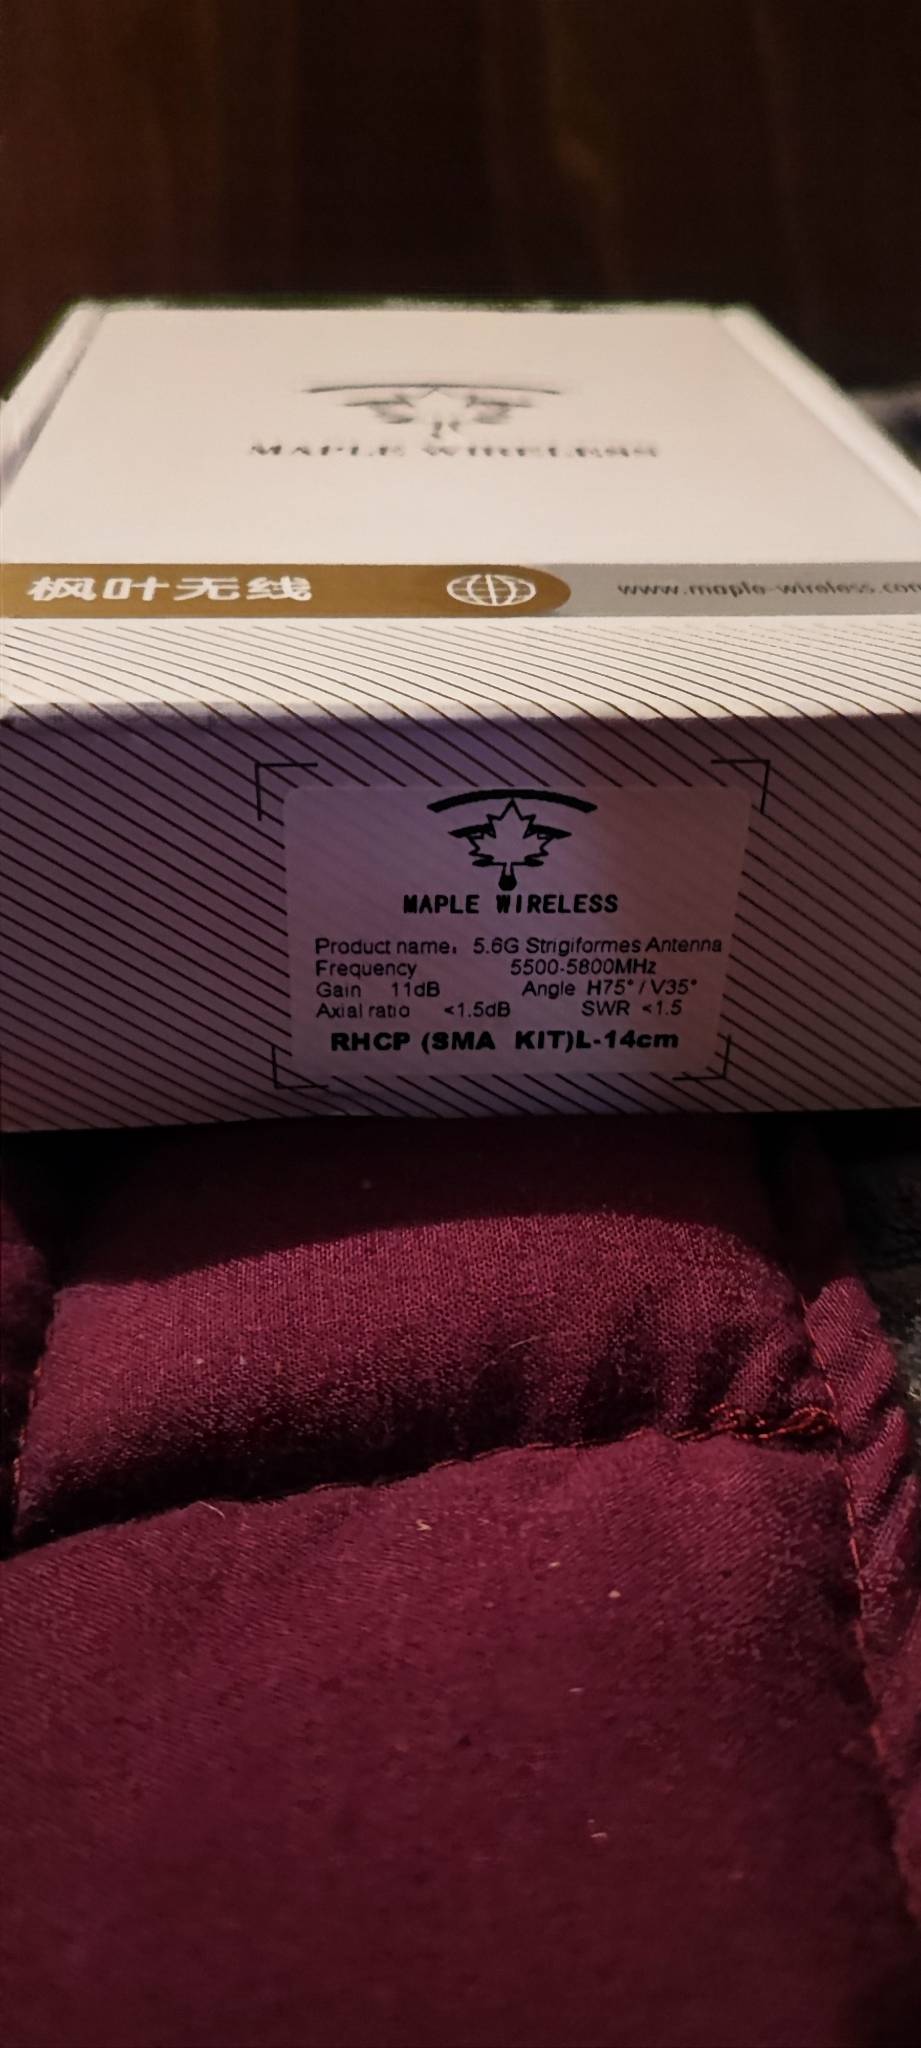 MAPLE WIRELESS
枫叶无线
www.maple-wireless.com
MAPLE WIRELESS
Product name: 5.6G Strigiformes Antenna
Frequency 5500-5800MHz
Gain 11dB Angle H75° / V35°
Axial ratio <1.5dB SWR <1.5
RHCP (SMA KIT)L-14cm